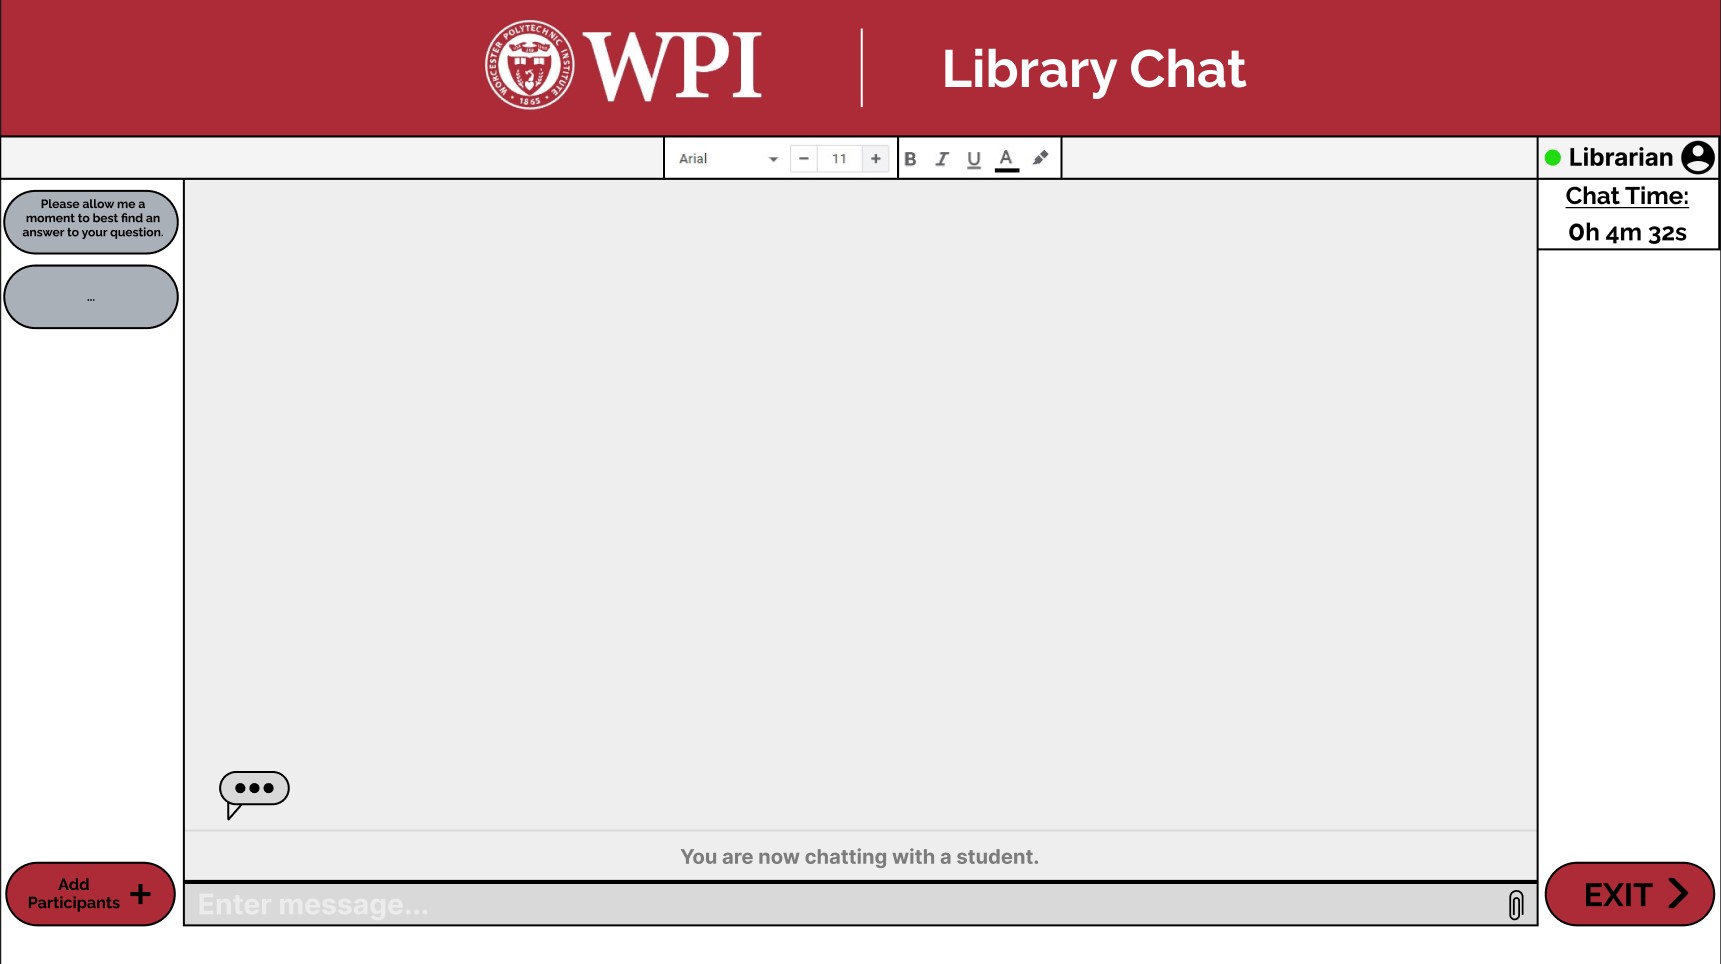 WORCESTER POLYTECHNIC INSTITUTE
1865
WPI
Library Chat
Arial
11
B I U A
Librarian
Chat Time:
0h 4m 32s
Please allow me a
moment to best find an
answer to your question.
...
You are now chatting with a student.
Add
Participants +
Enter message...
EXIT